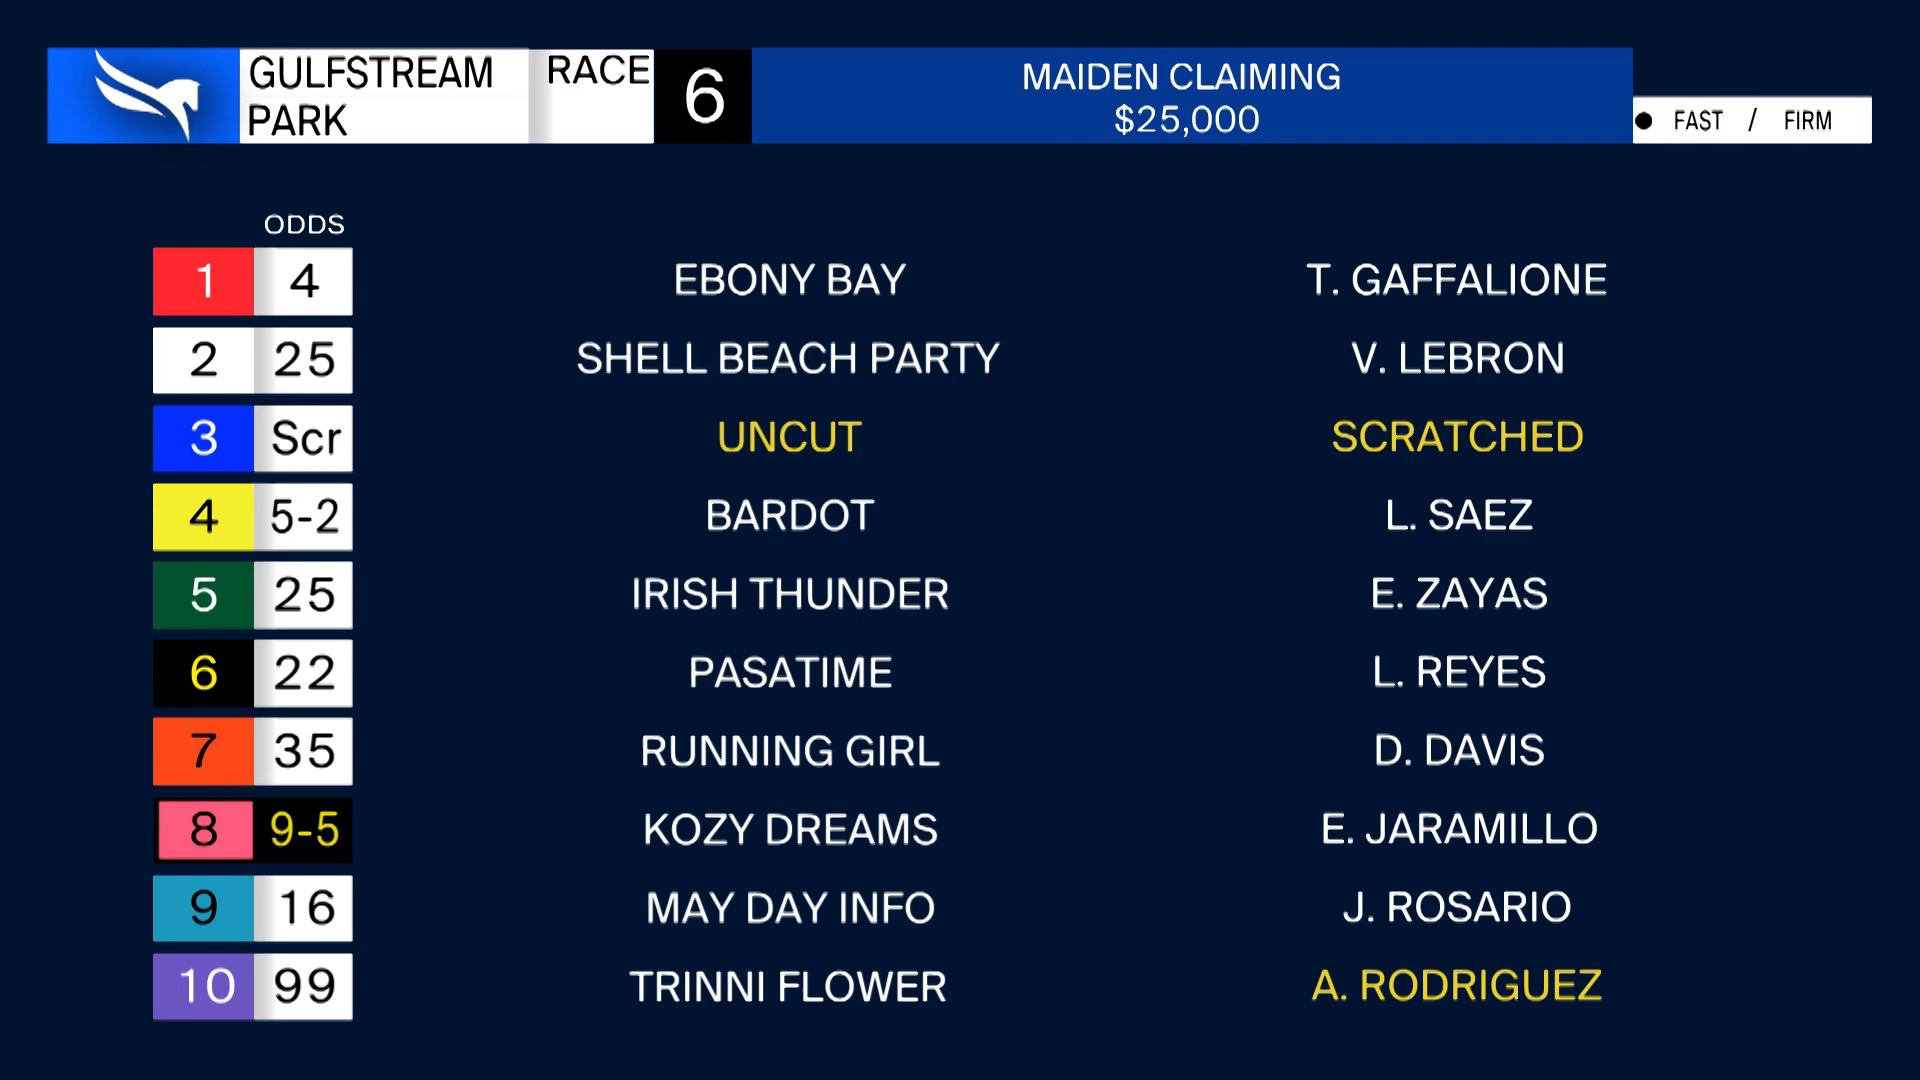 GULFSTREAM
PARK
RACE
6
MAIDEN CLAIMING
$25,000
FAST / FIRM
ODDS
1 4 EBONY BAY T. GAFFALIONE
2 25 SHELL BEACH PARTY V. LEBRON
3 Scr UNCUT SCRATCHED
4 5-2 BARDOT L. SAEZ
5 25 IRISH THUNDER E. ZAYAS
6 22 PASATIME L. REYES
7 35 RUNNING GIRL D. DAVIS
8 9-5 KOZY DREAMS E. JARAMILLO
9 16 MAY DAY INFO J. ROSARIO
10 99 TRINNI FLOWER A. RODRIGUEZ